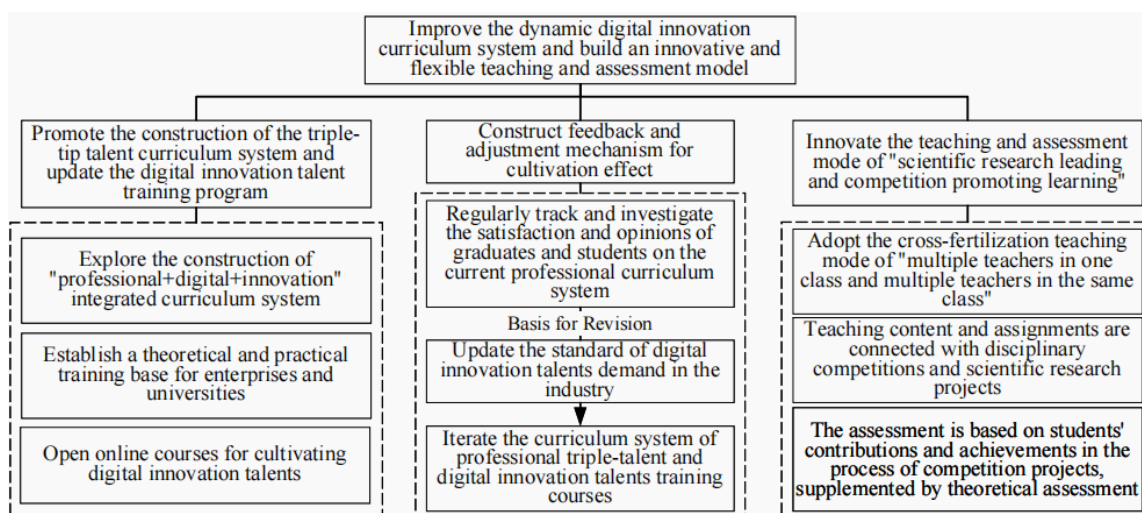 Improve the dynamic digital innovation
curriculum system and build an innovative and
flexible teaching and assessment model
Promote the construction of the triple-
tip talent curriculum system and
update the digital innovation talent
training program
Explore the construction of
"professional+digital+innovation"
integrated curriculum system
Establish a theoretical and practical
training base for enterprises and
universities
Open online courses for cultivating
digital innovation talents
Construct feedback and
adjustment mechanism for
cultivation effect
Regularly track and investigate
the satisfaction and opinions of
graduates and students on the
current professional curriculum
system
Basis for Revision
Update the standard of digital
innovation talents demand in the
industry
Iterate the curriculum system of
professional triple-talent and
digital innovation talents training
courses
Innovate the teaching and assessment
mode of "scientific research leading
and competition promoting learning"
Adopt the cross-fertilization teaching
mode of "multiple teachers in one
class and multiple teachers in the same
class"
Teaching content and assignments are
connected with disciplinary
competitions and scientific research
projects
The assessment is based on students'
contributions and achievements in the
process of competition projects,
supplemented by theoretical assessment